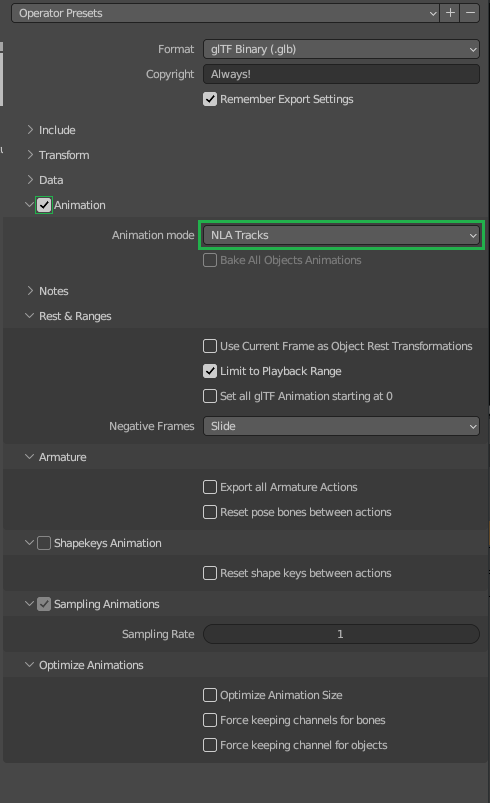 Operator Presets
Format glTF Binary (.glb)
Copyright Always!
Remember Export Settings
Include
Transform
Data
Animation
Animation mode NLA Tracks
Bake All Objects Animations
Notes
Rest & Ranges
Use Current Frame as Object Rest Transformations
Limit to Playback Range
Set all glTF Animation starting at 0
Negative Frames Slide
Armature
Export all Armature Actions
Reset pose bones between actions
Shapekeys Animation
Reset shape keys between actions
Sampling Animations
Sampling Rate 1
Optimize Animations
Optimize Animation Size
Force keeping channels for bones
Force keeping channel for objects